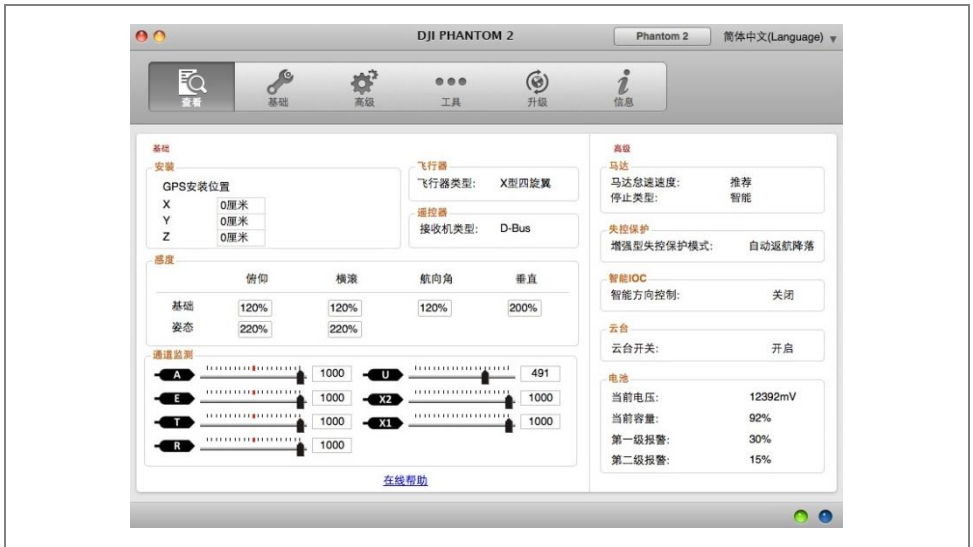 DJI PHANTOM 2
Phantom 2
简体中文(Language)
查看
基础
高级
工具
升级
信息
基础
安装
GPS安装位置
X 0厘米
Y 0厘米
Z 0厘米
飞行器
飞行器类型: X型四旋翼
遥控器
接收机类型: D-Bus
感度
俯仰 横滚 航向角 垂直
基础 120% 120% 120% 200%
姿态 220% 220%
通道监测
A 1000 U 491
E 1000 X2 1000
T 1000 X1 1000
R 1000
在线帮助
高级
马达
马达怠速速度: 推荐
停止类型: 智能
失控保护
增强型失控保护模式: 自动返航降落
智能IOC
智能方向控制: 关闭
云台
云台开关: 开启
电池
当前电压: 12392mV
当前容量: 92%
第一级报警: 30%
第二级报警: 15%